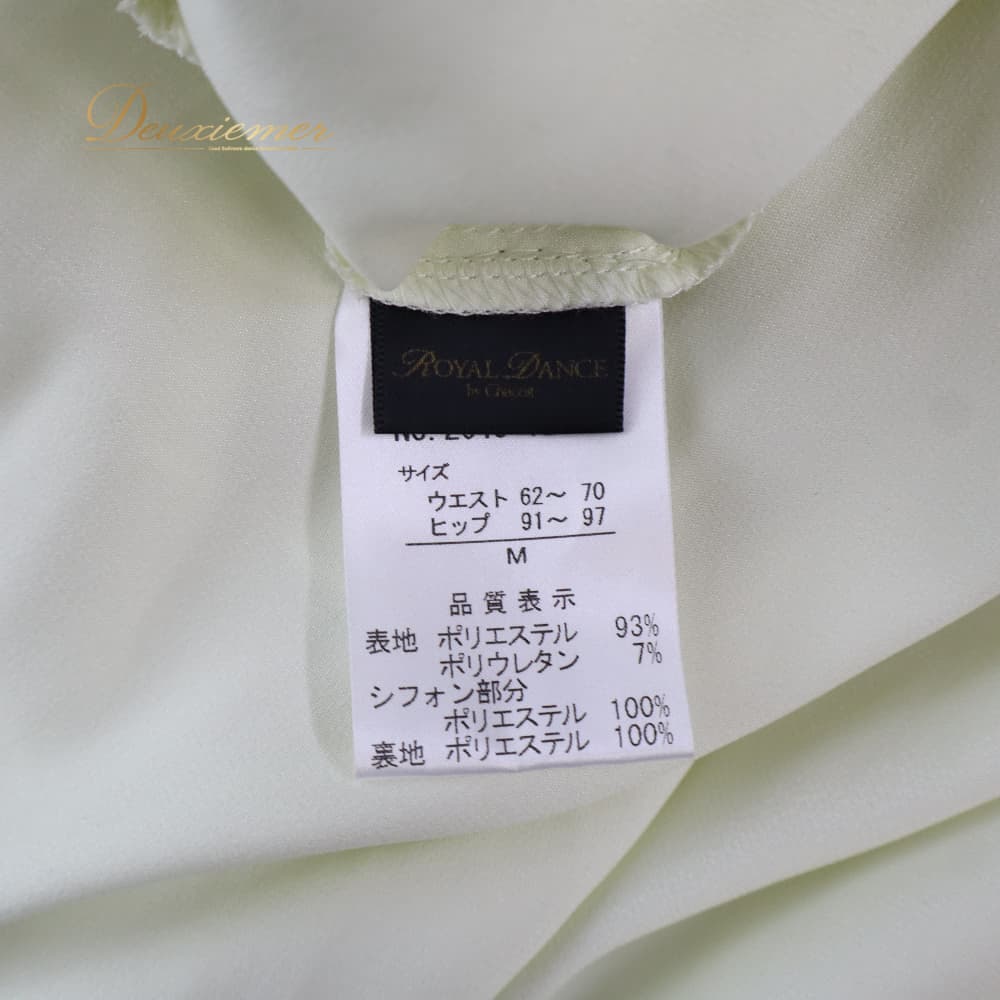 Deuxiemer
ROYAL DANCE
by Chacott
サイズ
ウエスト 62～ 70
ヒップ 91～ 97
M
品質表示
表地 ポリエステル 93%
ポリウレタン 7%
シフォン部分
ポリエステル 100%
裏地 ポリエステル 100%